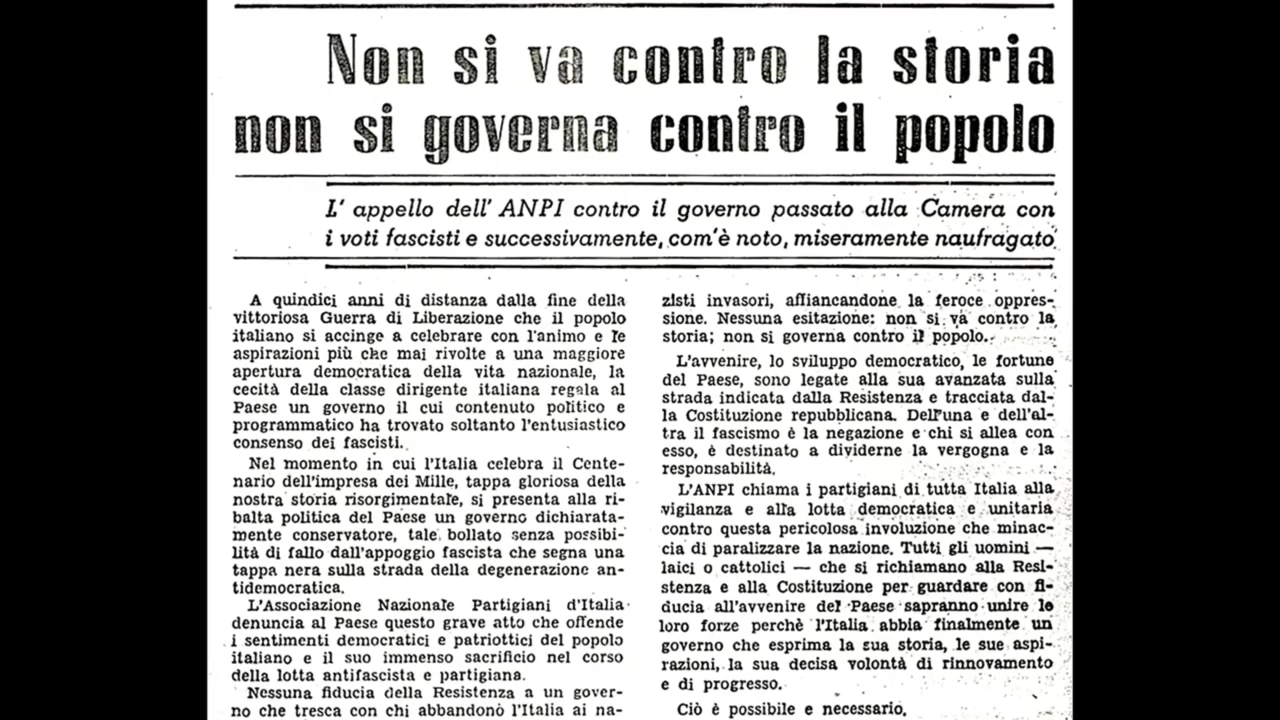 Non si va contro la storia
non si governa contro il popolo
L' appello dell' ANPI contro il governo passato alla Camera con
i voti fascisti e successivamente, com'è noto, miseramente naufragato
A quindici anni di distanza dalla fine della
vittoriosa Guerra di Liberazione che il popolo
italiano si accinge a celebrare con l'animo e le
aspirazioni più che mai rivolte a una maggiore
apertura democratica della vita nazionale, la
cecità della classe dirigente italiana regala al
Paese un governo il cui contenuto politico e
programmatico ha trovato soltanto l'entusiastico
consenso dei fascisti.
Nel momento in cui l'Italia celebra il Cente-
nario dell'impresa dei Mille, tappa gloriosa della
nostra storia risorgimentale, si presenta alla ri-
balta politica del Paese un governo dichiarata-
mente conservatore, tale bollato senza possibi-
lità di fallo dall'appoggio fascista che segna una
tappa nera sulla strada della degenerazione an-
tidemocratica.
L'Associazione Nazionale Partigiani d'Italia
denuncia al Paese questo grave atto che offende
i sentimenti democratici e patriottici del popolo
italiano e il suo immenso sacrificio nel corso
della lotta antifascista e partigiana.
Nessuna fiducia della Resistenza a un gover-
no che tresca con chi abbandonò l'Italia ai na-
zisti invasori, affiancandone la feroce oppres-
sione. Nessuna esitazione: non si va contro la
storia; non si governa contro il popolo.
L'avvenire, lo sviluppo democratico, le fortune
del Paese, sono legate alla sua avanzata sulla
strada indicata dalla Resistenza e tracciata dal-
la Costituzione repubblicana. Dell'una e dell'al-
tra il fascismo è la negazione e chi si allea con
esso, è destinato a dividerne la vergogna e la
responsabilità.
L'ANPI chiama i partigiani di tutta Italia alla
vigilanza e alla lotta democratica e unitaria
contro questa pericolosa involuzione che minac-
cia di paralizzare la nazione. Tutti gli uomini —
laici o cattolici — che si richiamano alla Resi-
stenza e alla Costituzione per guardare con fi-
ducia all'avvenire del Paese sapranno unire le
loro forze perchè l'Italia abbia finalmente un
governo che esprima la sua storia, le sue aspi-
razioni, la sua decisa volontà di rinnovamento
e di progresso.
Ciò è possibile e necessario.